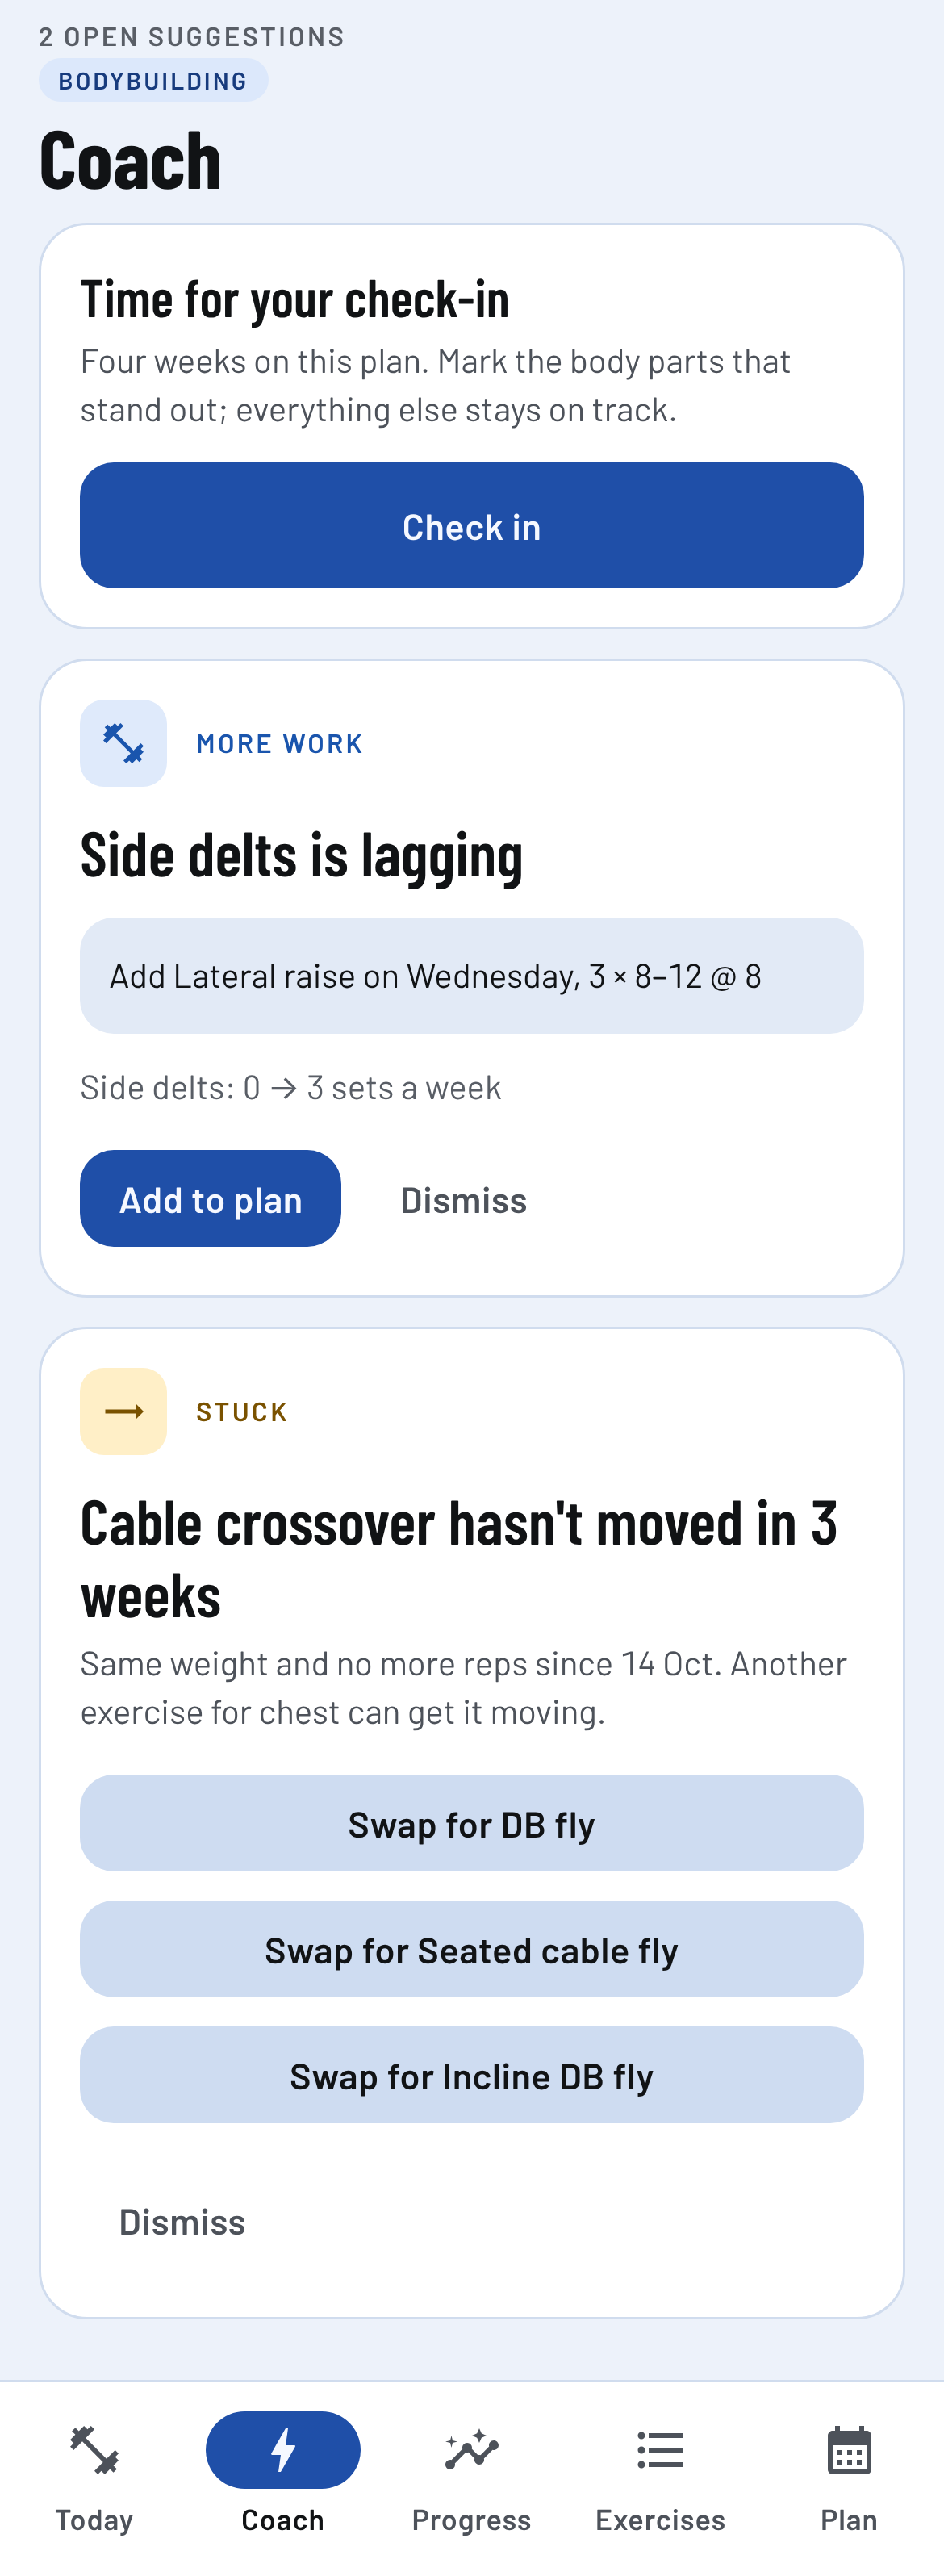 2 OPEN SUGGESTIONS
BODYBUILDING
Coach
Time for your check-in
Four weeks on this plan. Mark the body parts that
stand out; everything else stays on track.
Check in
MORE WORK
Side delts is lagging
Add Lateral raise on Wednesday, 3 × 8–12 @ 8
Side delts: 0 → 3 sets a week
Add to plan
Dismiss
STUCK
Cable crossover hasn't moved in 3
weeks
Same weight and no more reps since 14 Oct. Another
exercise for chest can get it moving.
Swap for DB fly
Swap for Seated cable fly
Swap for Incline DB fly
Dismiss
Today
Coach
Progress
Exercises
Plan